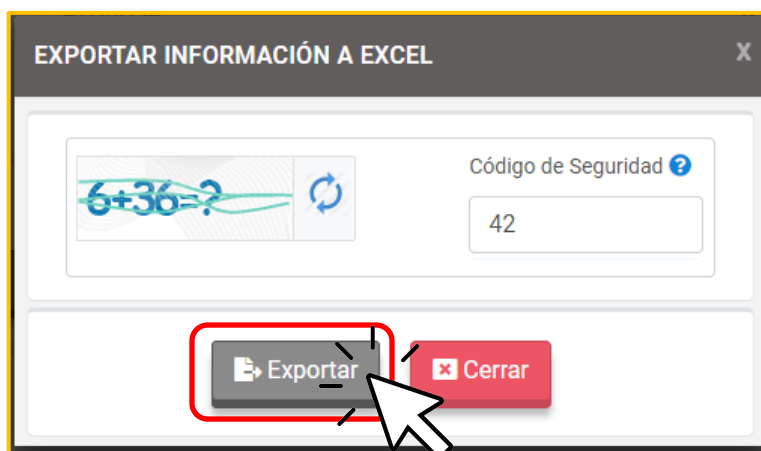 EXPORTAR INFORMACIÓN A EXCEL X
6+36=?
Código de Seguridad ?
42
Exportar
Cerrar